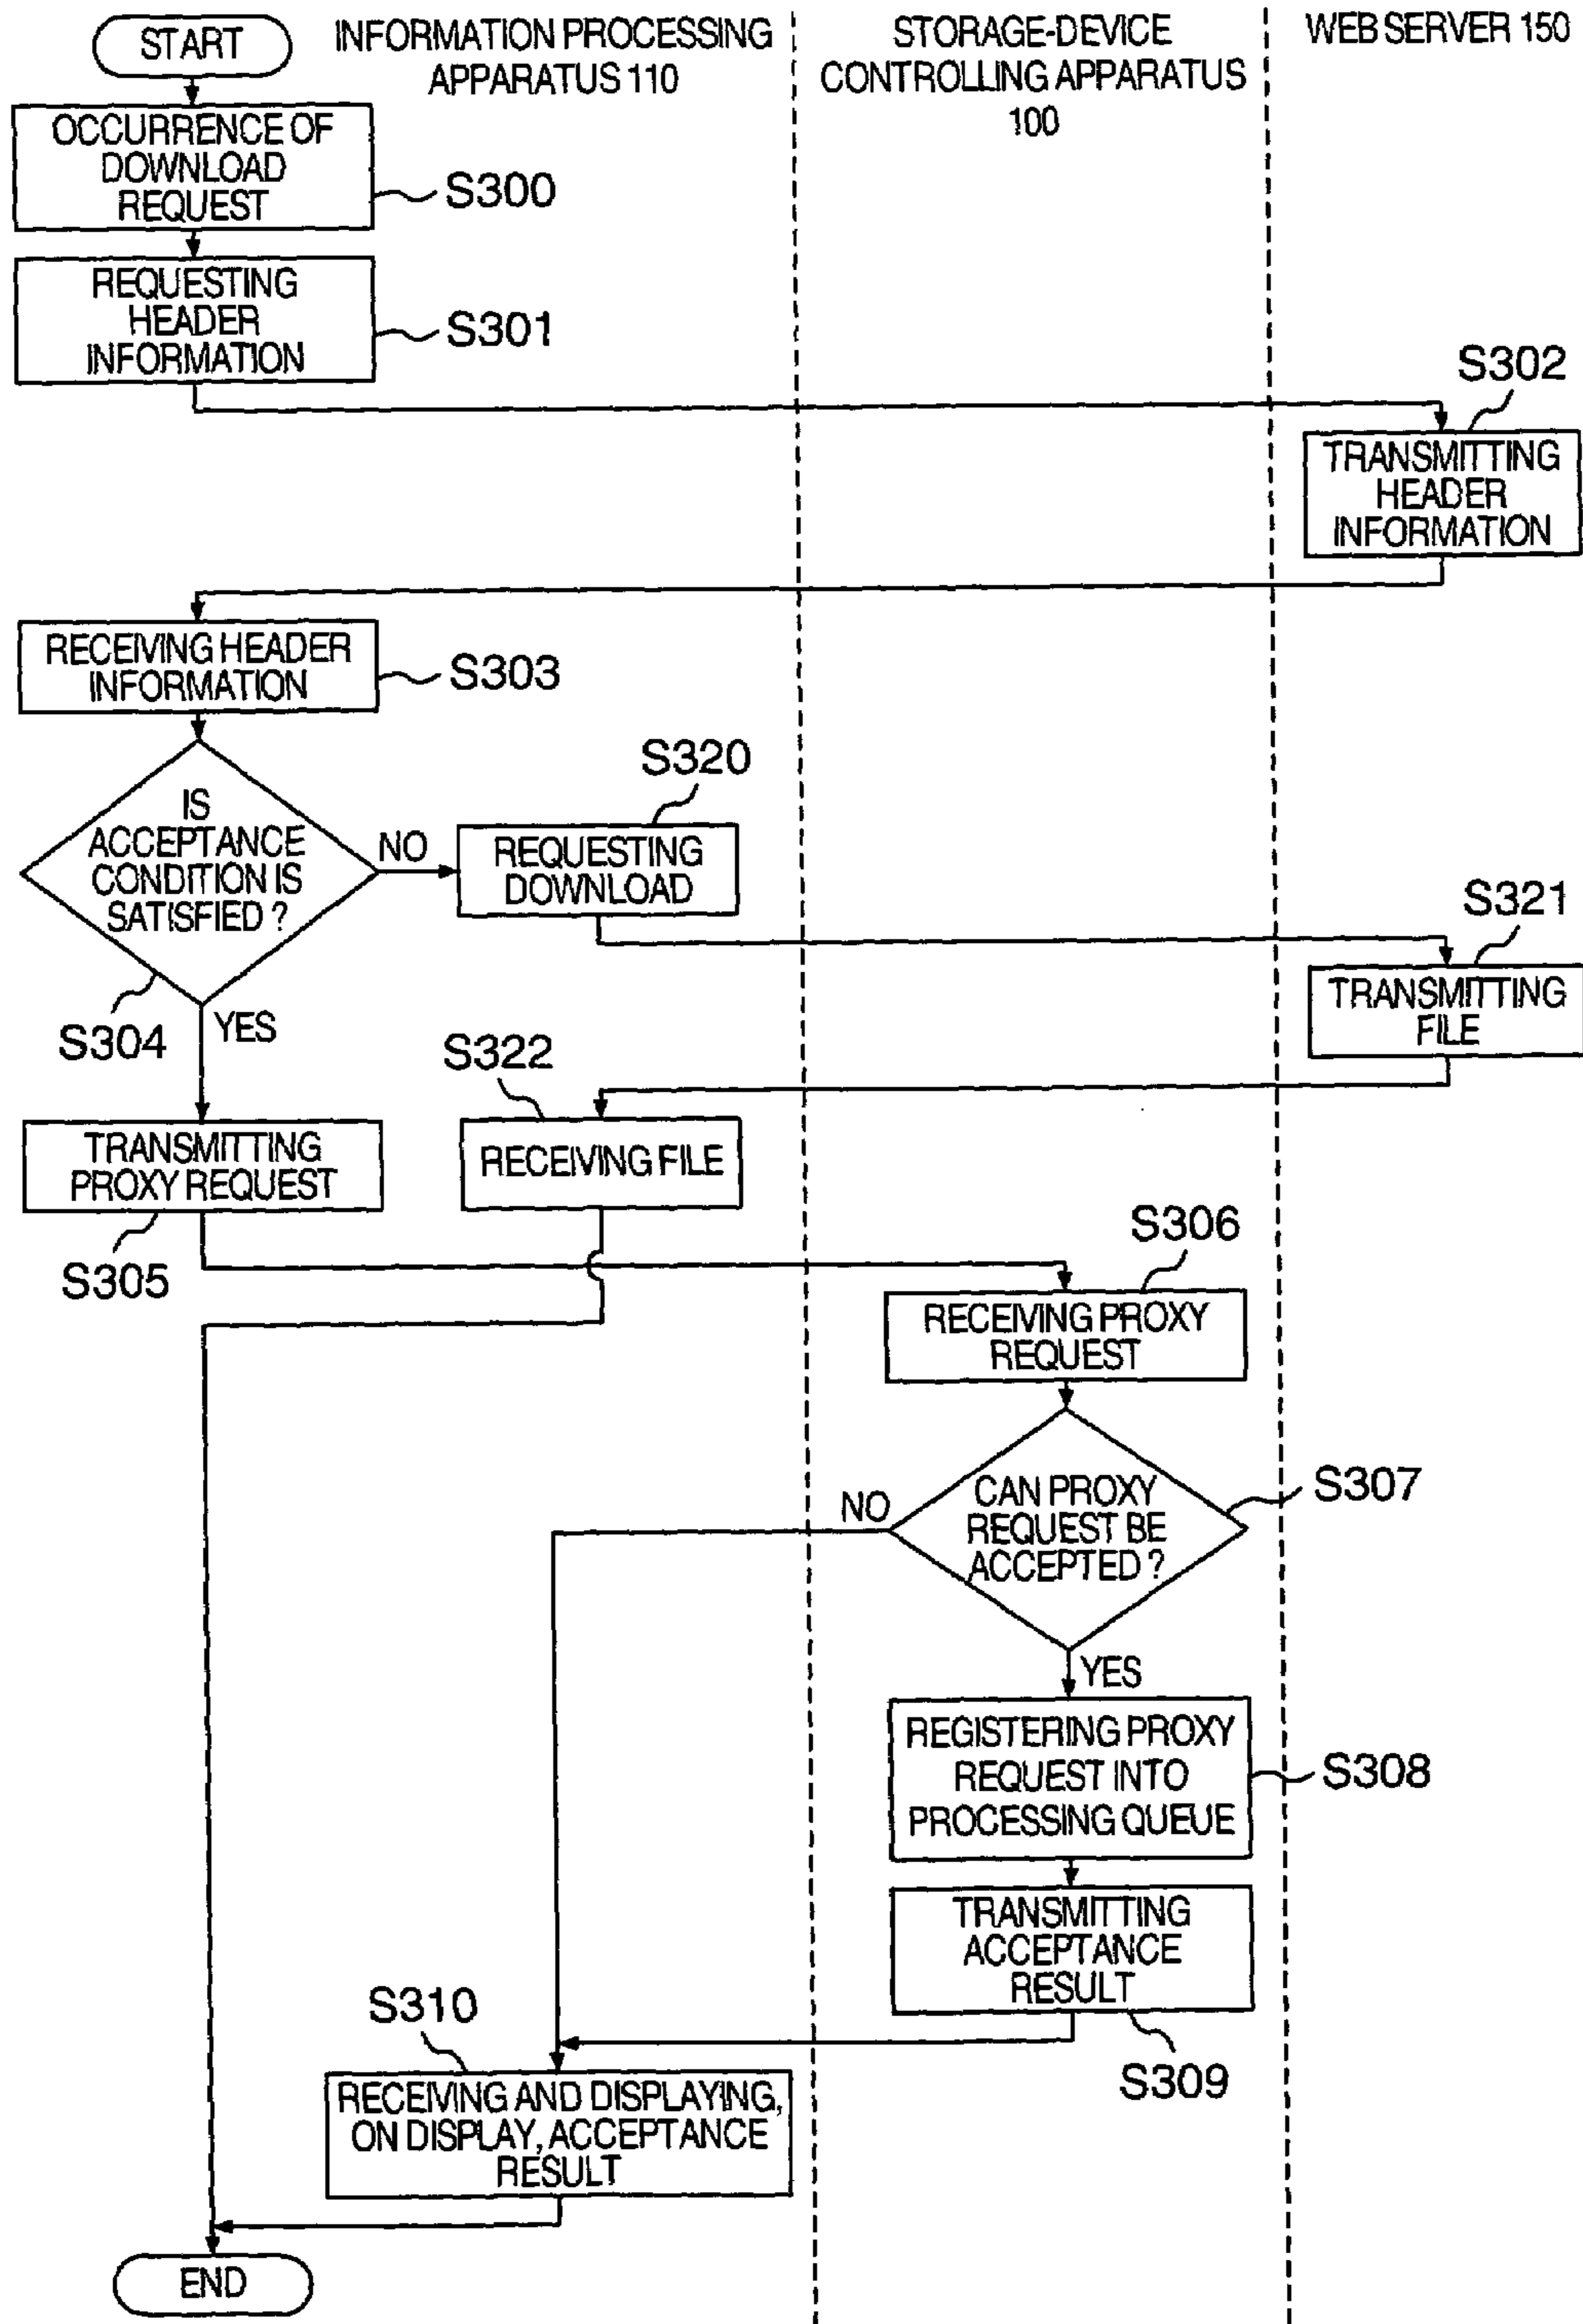 START
INFORMATION PROCESSING
APPARATUS 110
STORAGE-DEVICE
CONTROLLING APPARATUS
100
WEB SERVER 150
OCCURRENCE OF
DOWNLOAD
REQUEST
S300
REQUESTING
HEADER
INFORMATION
S301
S302
TRANSMITTING
HEADER
INFORMATION
RECEIVING HEADER
INFORMATION
S303
IS
ACCEPTANCE
CONDITION IS
SATISFIED ?
S304
NO
YES
S320
REQUESTING
DOWNLOAD
S321
TRANSMITTING
FILE
S322
RECEIVING FILE
TRANSMITTING
PROXY REQUEST
S305
S306
RECEIVING PROXY
REQUEST
CAN PROXY
REQUEST BE
ACCEPTED ?
S307
NO
YES
REGISTERING PROXY
REQUEST INTO
PROCESSING QUEUE
S308
TRANSMITTING
ACCEPTANCE
RESULT
S309
S310
RECEIVING AND DISPLAYING,
ON DISPLAY, ACCEPTANCE
RESULT
END